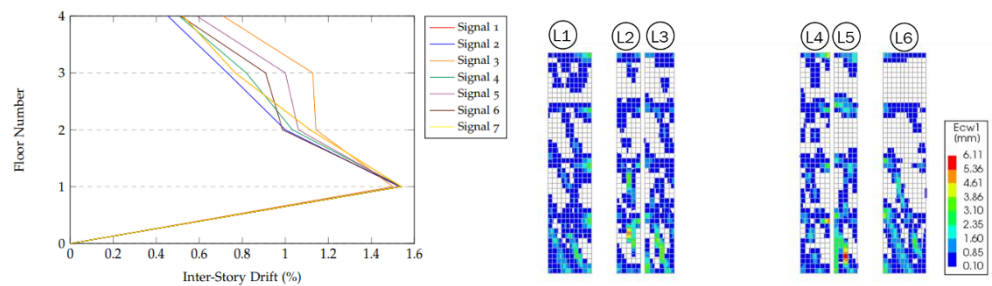 4
3
2
1
0
Floor Number
0 0.2 0.4 0.6 0.8 1 1.2 1.4 1.6
Inter-Story Drift (%)
Signal 1
Signal 2
Signal 3
Signal 4
Signal 5
Signal 6
Signal 7
L1 L2 L3 L4 L5 L6
Ecw1
(mm)
6.11
5.36
4.61
3.86
3.10
2.35
1.60
0.85
0.10